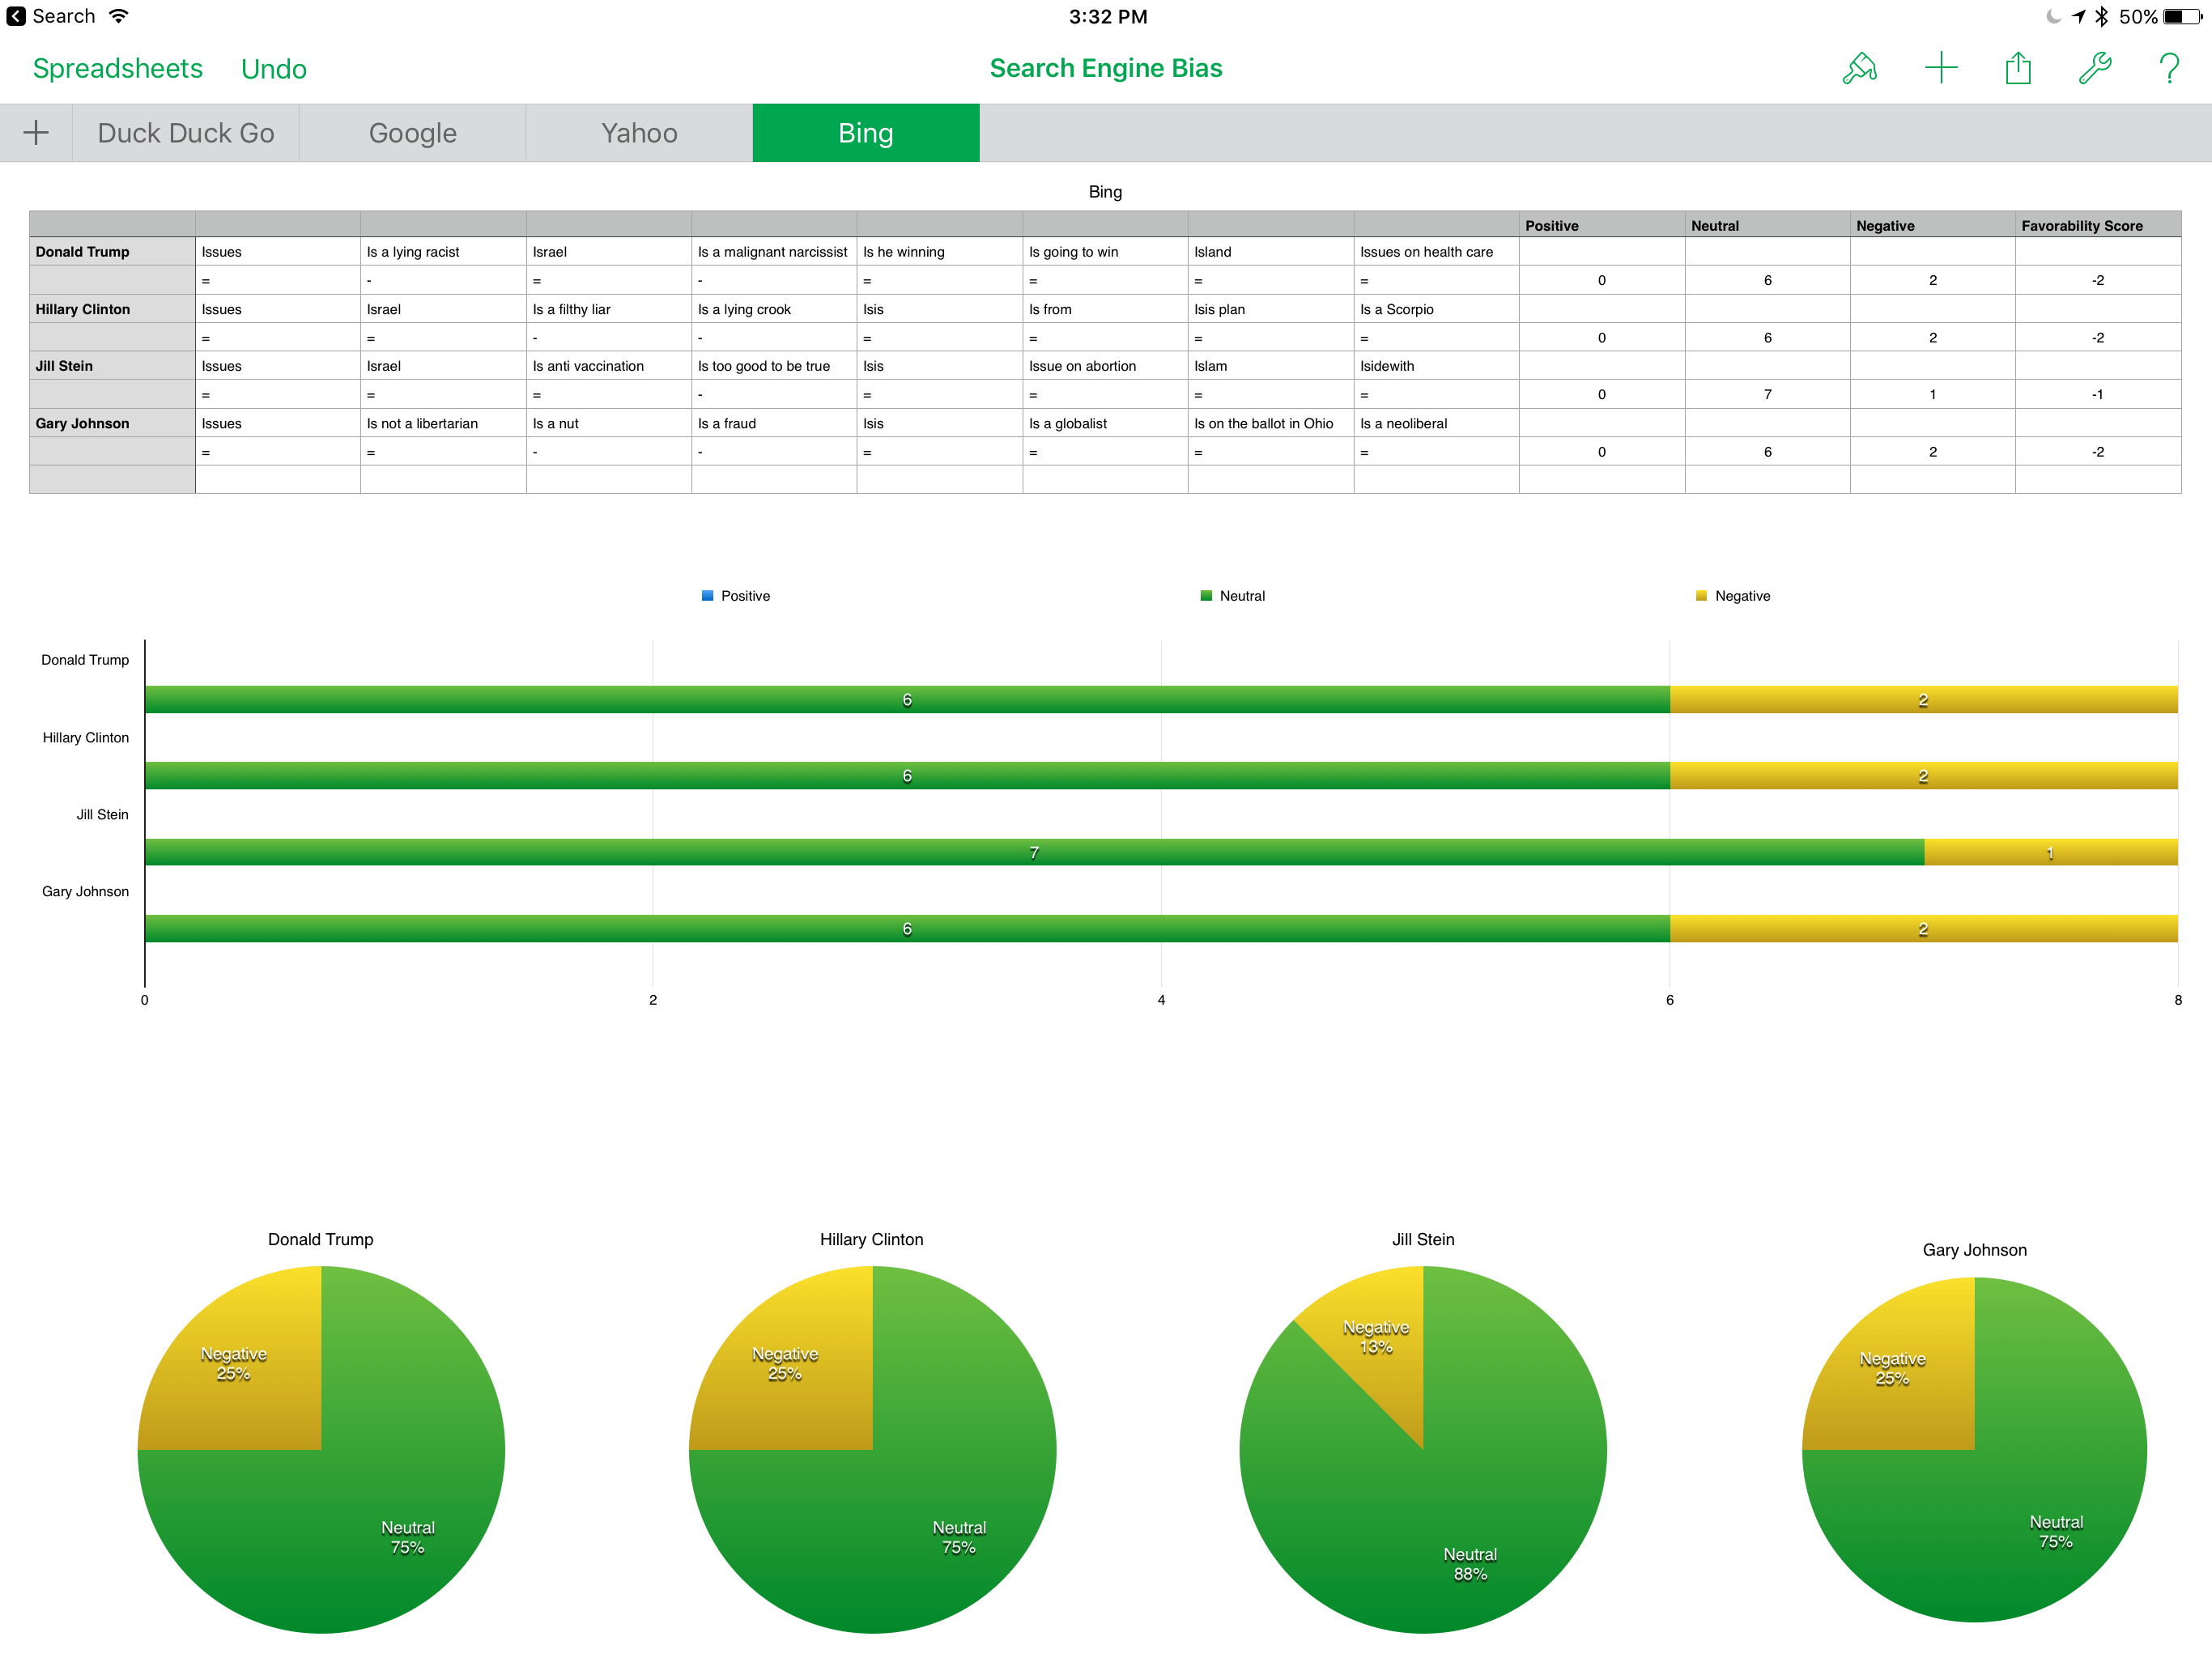 Search 3:32 PM 50%
Spreadsheets Undo Search Engine Bias ?
+ Duck Duck Go Google Yahoo Bing
Bing
Positive Neutral Negative Favorability Score
Donald Trump Issues Is a lying racist Israel Is a malignant narcissist Is he winning Is going to win Island Issues on health care
= - = - = = = = 0 6 2 -2
Hillary Clinton Issues Israel Is a filthy liar Is a lying crook Isis Is from Isis plan Is a Scorpio
= = - - = = = = 0 6 2 -2
Jill Stein Issues Israel Is anti vaccination Is too good to be true Isis Issue on abortion Islam Isidewith
= = = - = = = = 0 7 1 -1
Gary Johnson Issues Is not a libertarian Is a nut Is a fraud Isis Is a globalist Is on the ballot in Ohio Is a neoliberal
= = - - = = = = 0 6 2 -2
Positive Neutral Negative
Donald Trump
6 2
Hillary Clinton
6 2
Jill Stein
7 1
Gary Johnson
6 2
0 2 4 6 8
Donald Trump
Negative
25%
Neutral
75%
Hillary Clinton
Negative
25%
Neutral
75%
Jill Stein
Negative
13%
Neutral
88%
Gary Johnson
Negative
25%
Neutral
75%